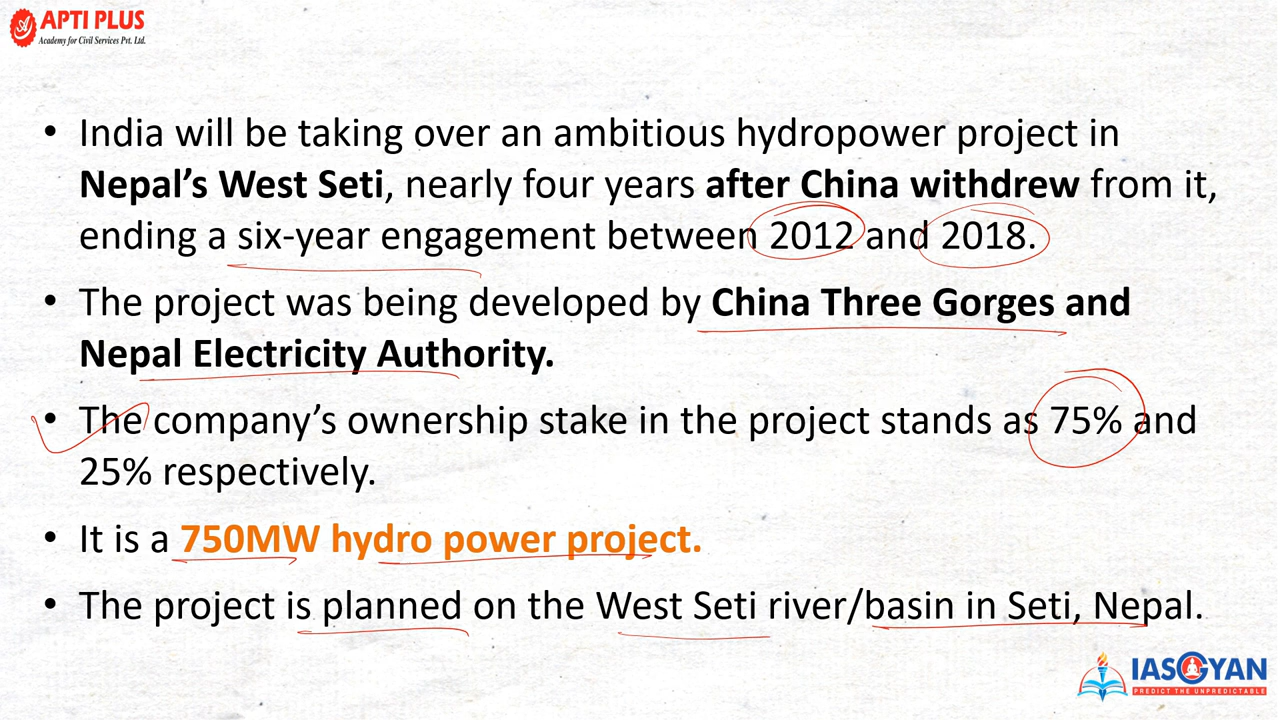 APTI PLUS
Academy for Civil Services Pvt. Ltd.
• India will be taking over an ambitious hydropower project in
Nepal’s West Seti, nearly four years after China withdrew from it,
ending a six-year engagement between 2012 and 2018.
• The project was being developed by China Three Gorges and
Nepal Electricity Authority.
• The company’s ownership stake in the project stands as 75% and
25% respectively.
• It is a 750MW hydro power project.
• The project is planned on the West Seti river/basin in Seti, Nepal.
IASGYAN
PREDICT THE UNPREDICTABLE